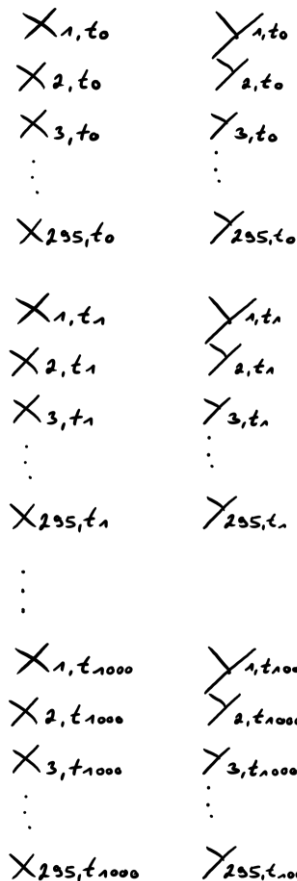 X1,t0 Y1,t0
X2,t0 Y2,t0
X3,t0 Y3,t0
⋮ ⋮
X295,t0 Y295,t0
X1,t1 Y1,t1
X2,t1 Y2,t1
X3,t1 Y3,t1
⋮ ⋮
X295,t1 Y295,t1
⋮
X1,t1000 Y1,t1000
X2,t1000 Y2,t1000
X3,t1000 Y3,t1000
⋮ ⋮
X295,t1000 Y295,t100